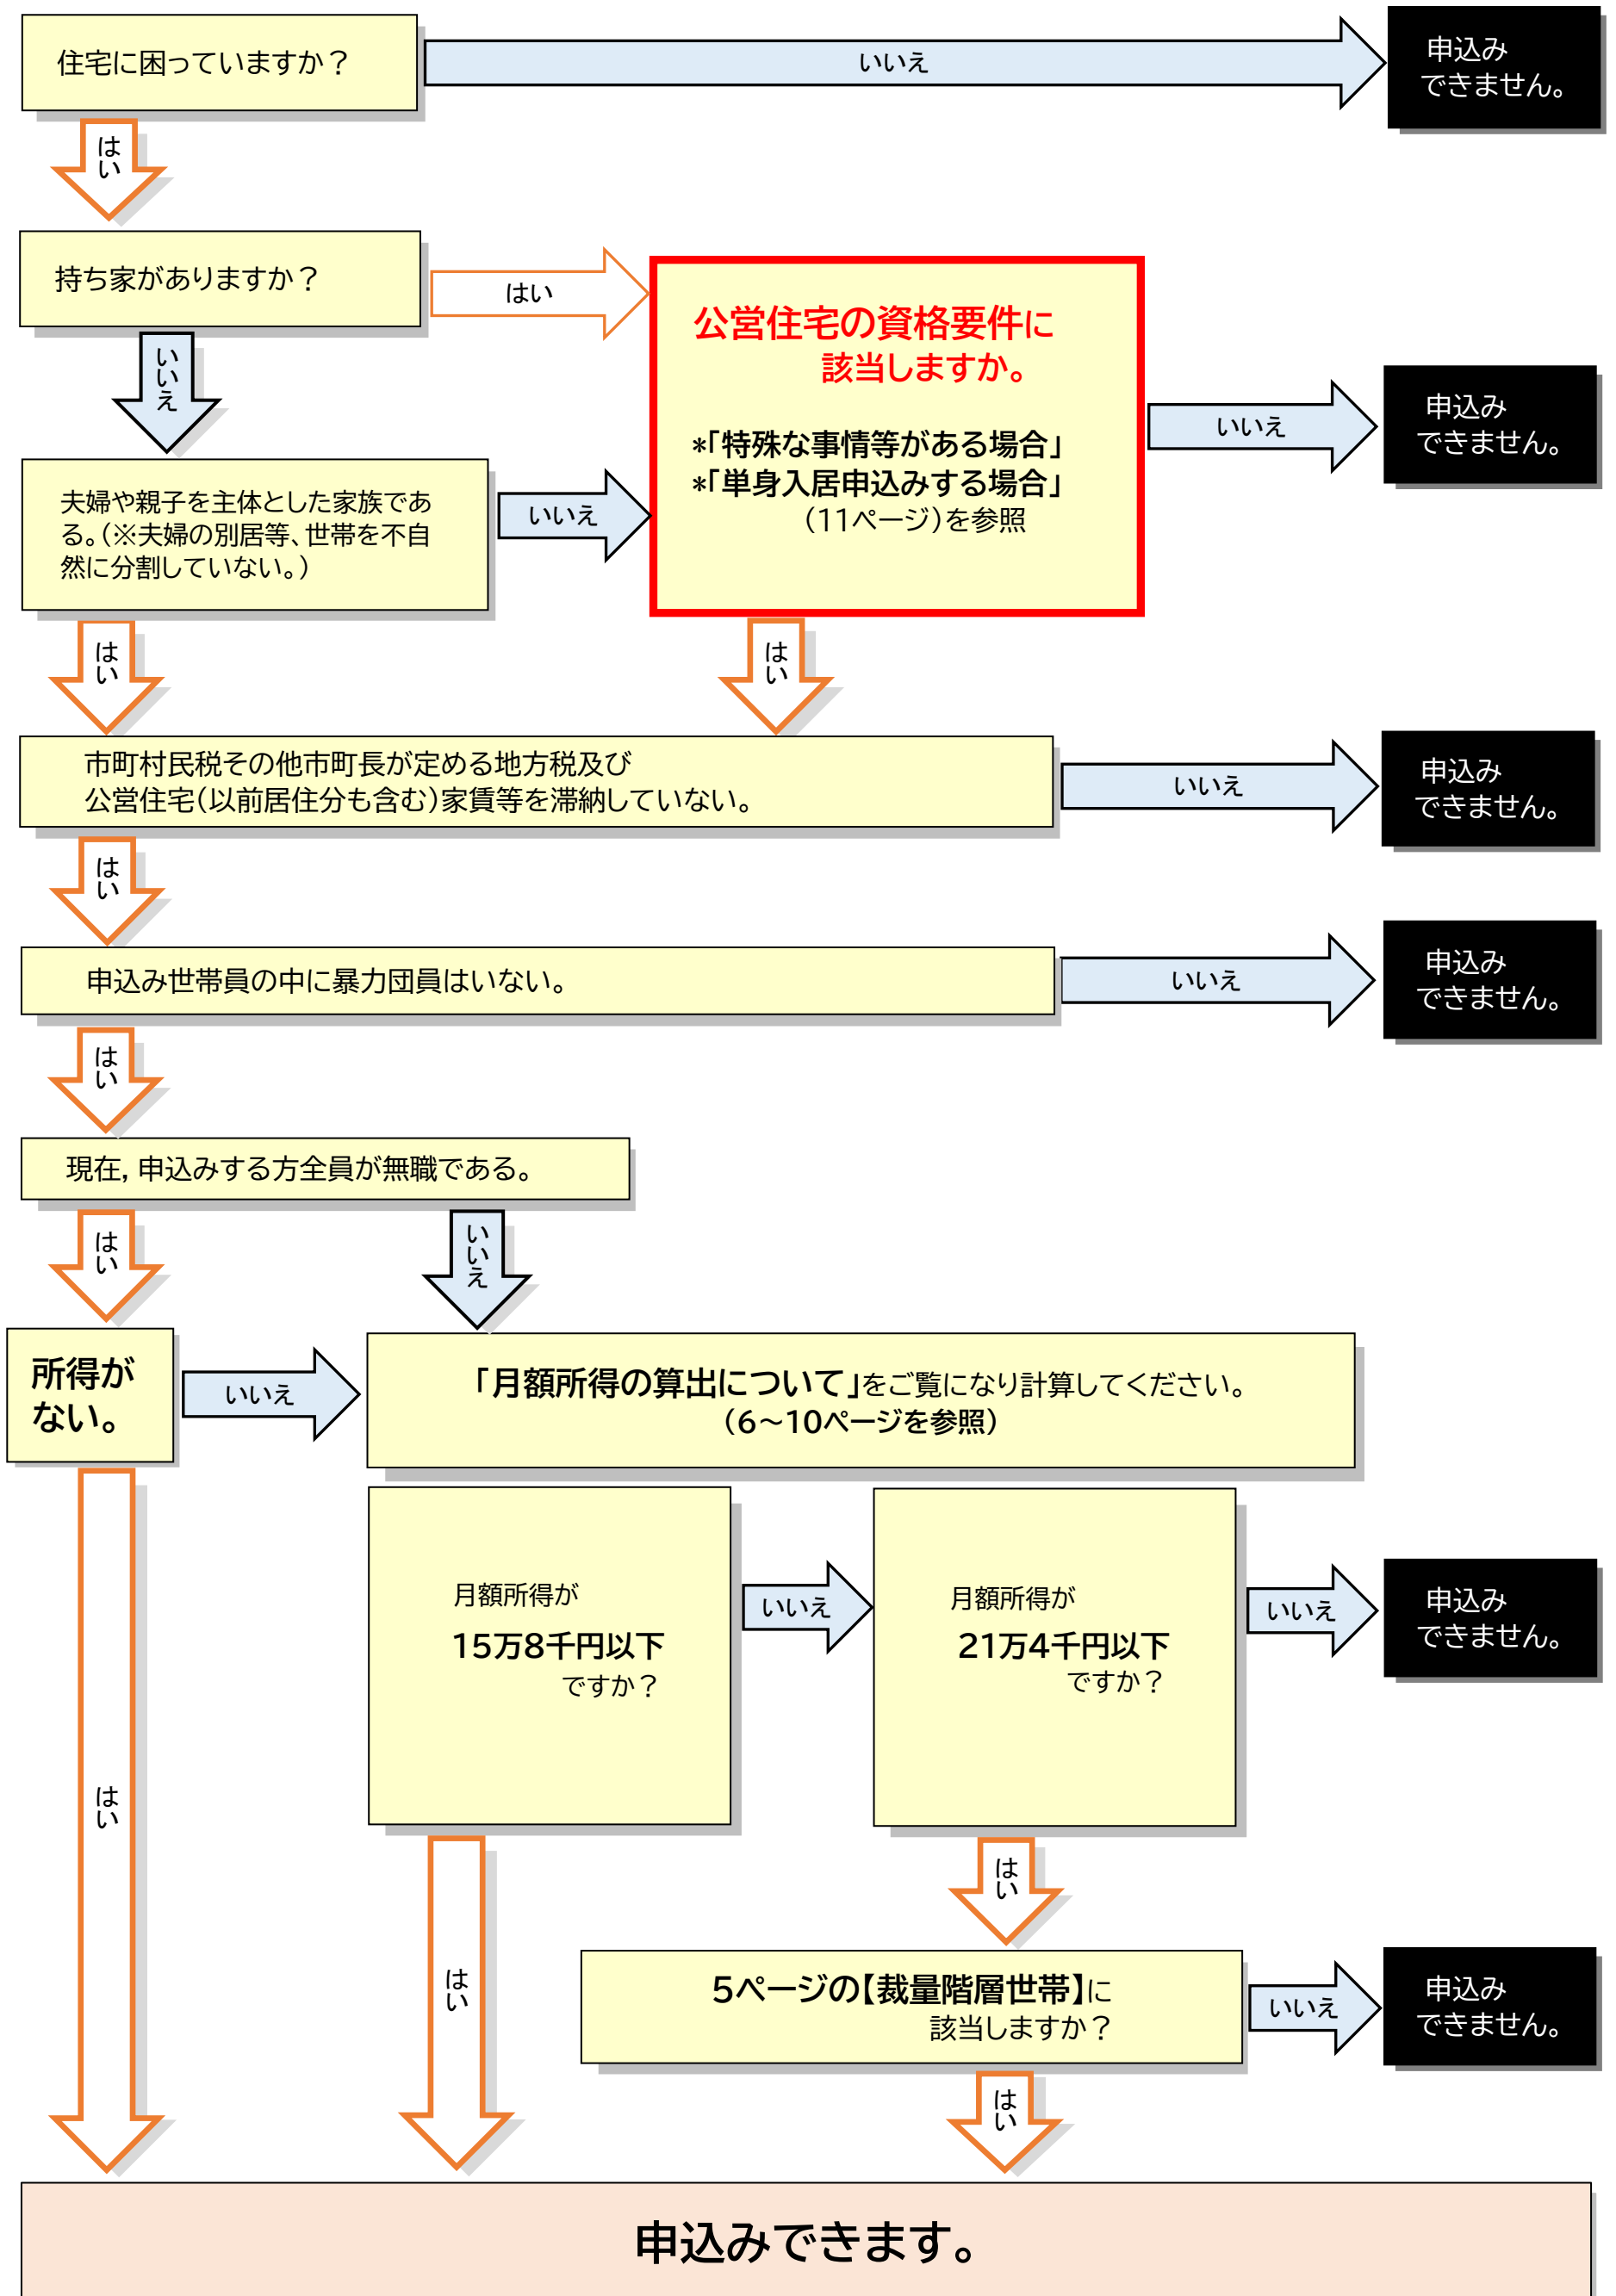 住宅に困っていますか？
いいえ
申込み
できません。
はい
持ち家がありますか？
はい
公営住宅の資格要件に
該当しますか。
*「特殊な事情等がある場合」
*「単身入居申込みする場合」
（11ページ）を参照
いいえ
申込み
できません。
いいえ
夫婦や親子を主体とした家族であ
る。（※夫婦の別居等、世帯を不自
然に分割していない。）
いいえ
はい
はい
市町村民税その他市町長が定める地方税及び
公営住宅（以前居住分も含む）家賃等を滞納していない。
いいえ
申込み
できません。
はい
申込み世帯員の中に暴力団員はいない。
いいえ
申込み
できません。
はい
現在，申込みする方全員が無職である。
はい
いいえ
所得が
ない。
いいえ
「月額所得の算出について」をご覧になり計算してください。
（6～10ページを参照）
月額所得が
15万8千円以下
ですか？
いいえ
月額所得が
21万4千円以下
ですか？
いいえ
申込み
できません。
はい
はい
はい
5ページの【裁量階層世帯】に
該当しますか？
いいえ
申込み
できません。
はい
申込みできます。